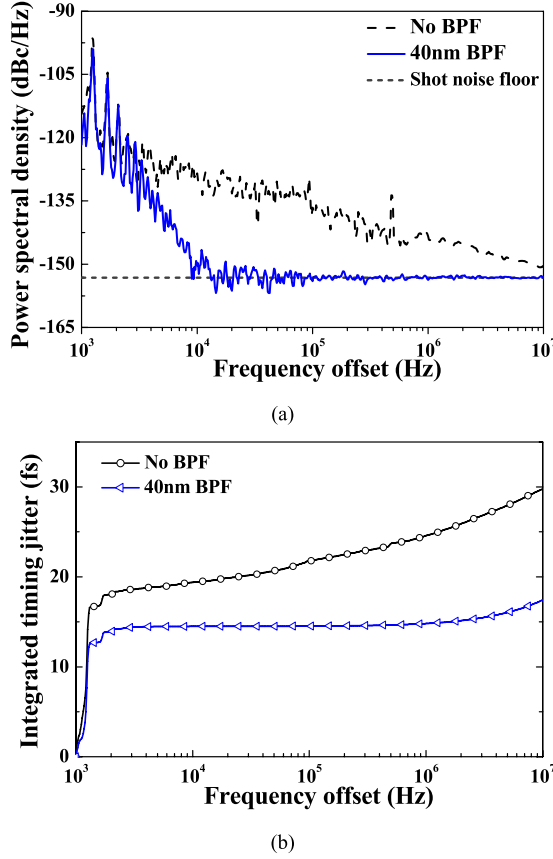 Power spectral density (dBc/Hz)
-90
-105
-120
-135
-150
-165
No BPF
40nm BPF
Shot noise floor
10³ 10⁴ 10⁵ 10⁶ 10⁷
Frequency offset (Hz)
(a)
Integrated timing jitter (fs)
30
20
10
0
No BPF
40nm BPF
10³ 10⁴ 10⁵ 10⁶ 10⁷
Frequency offset (Hz)
(b)